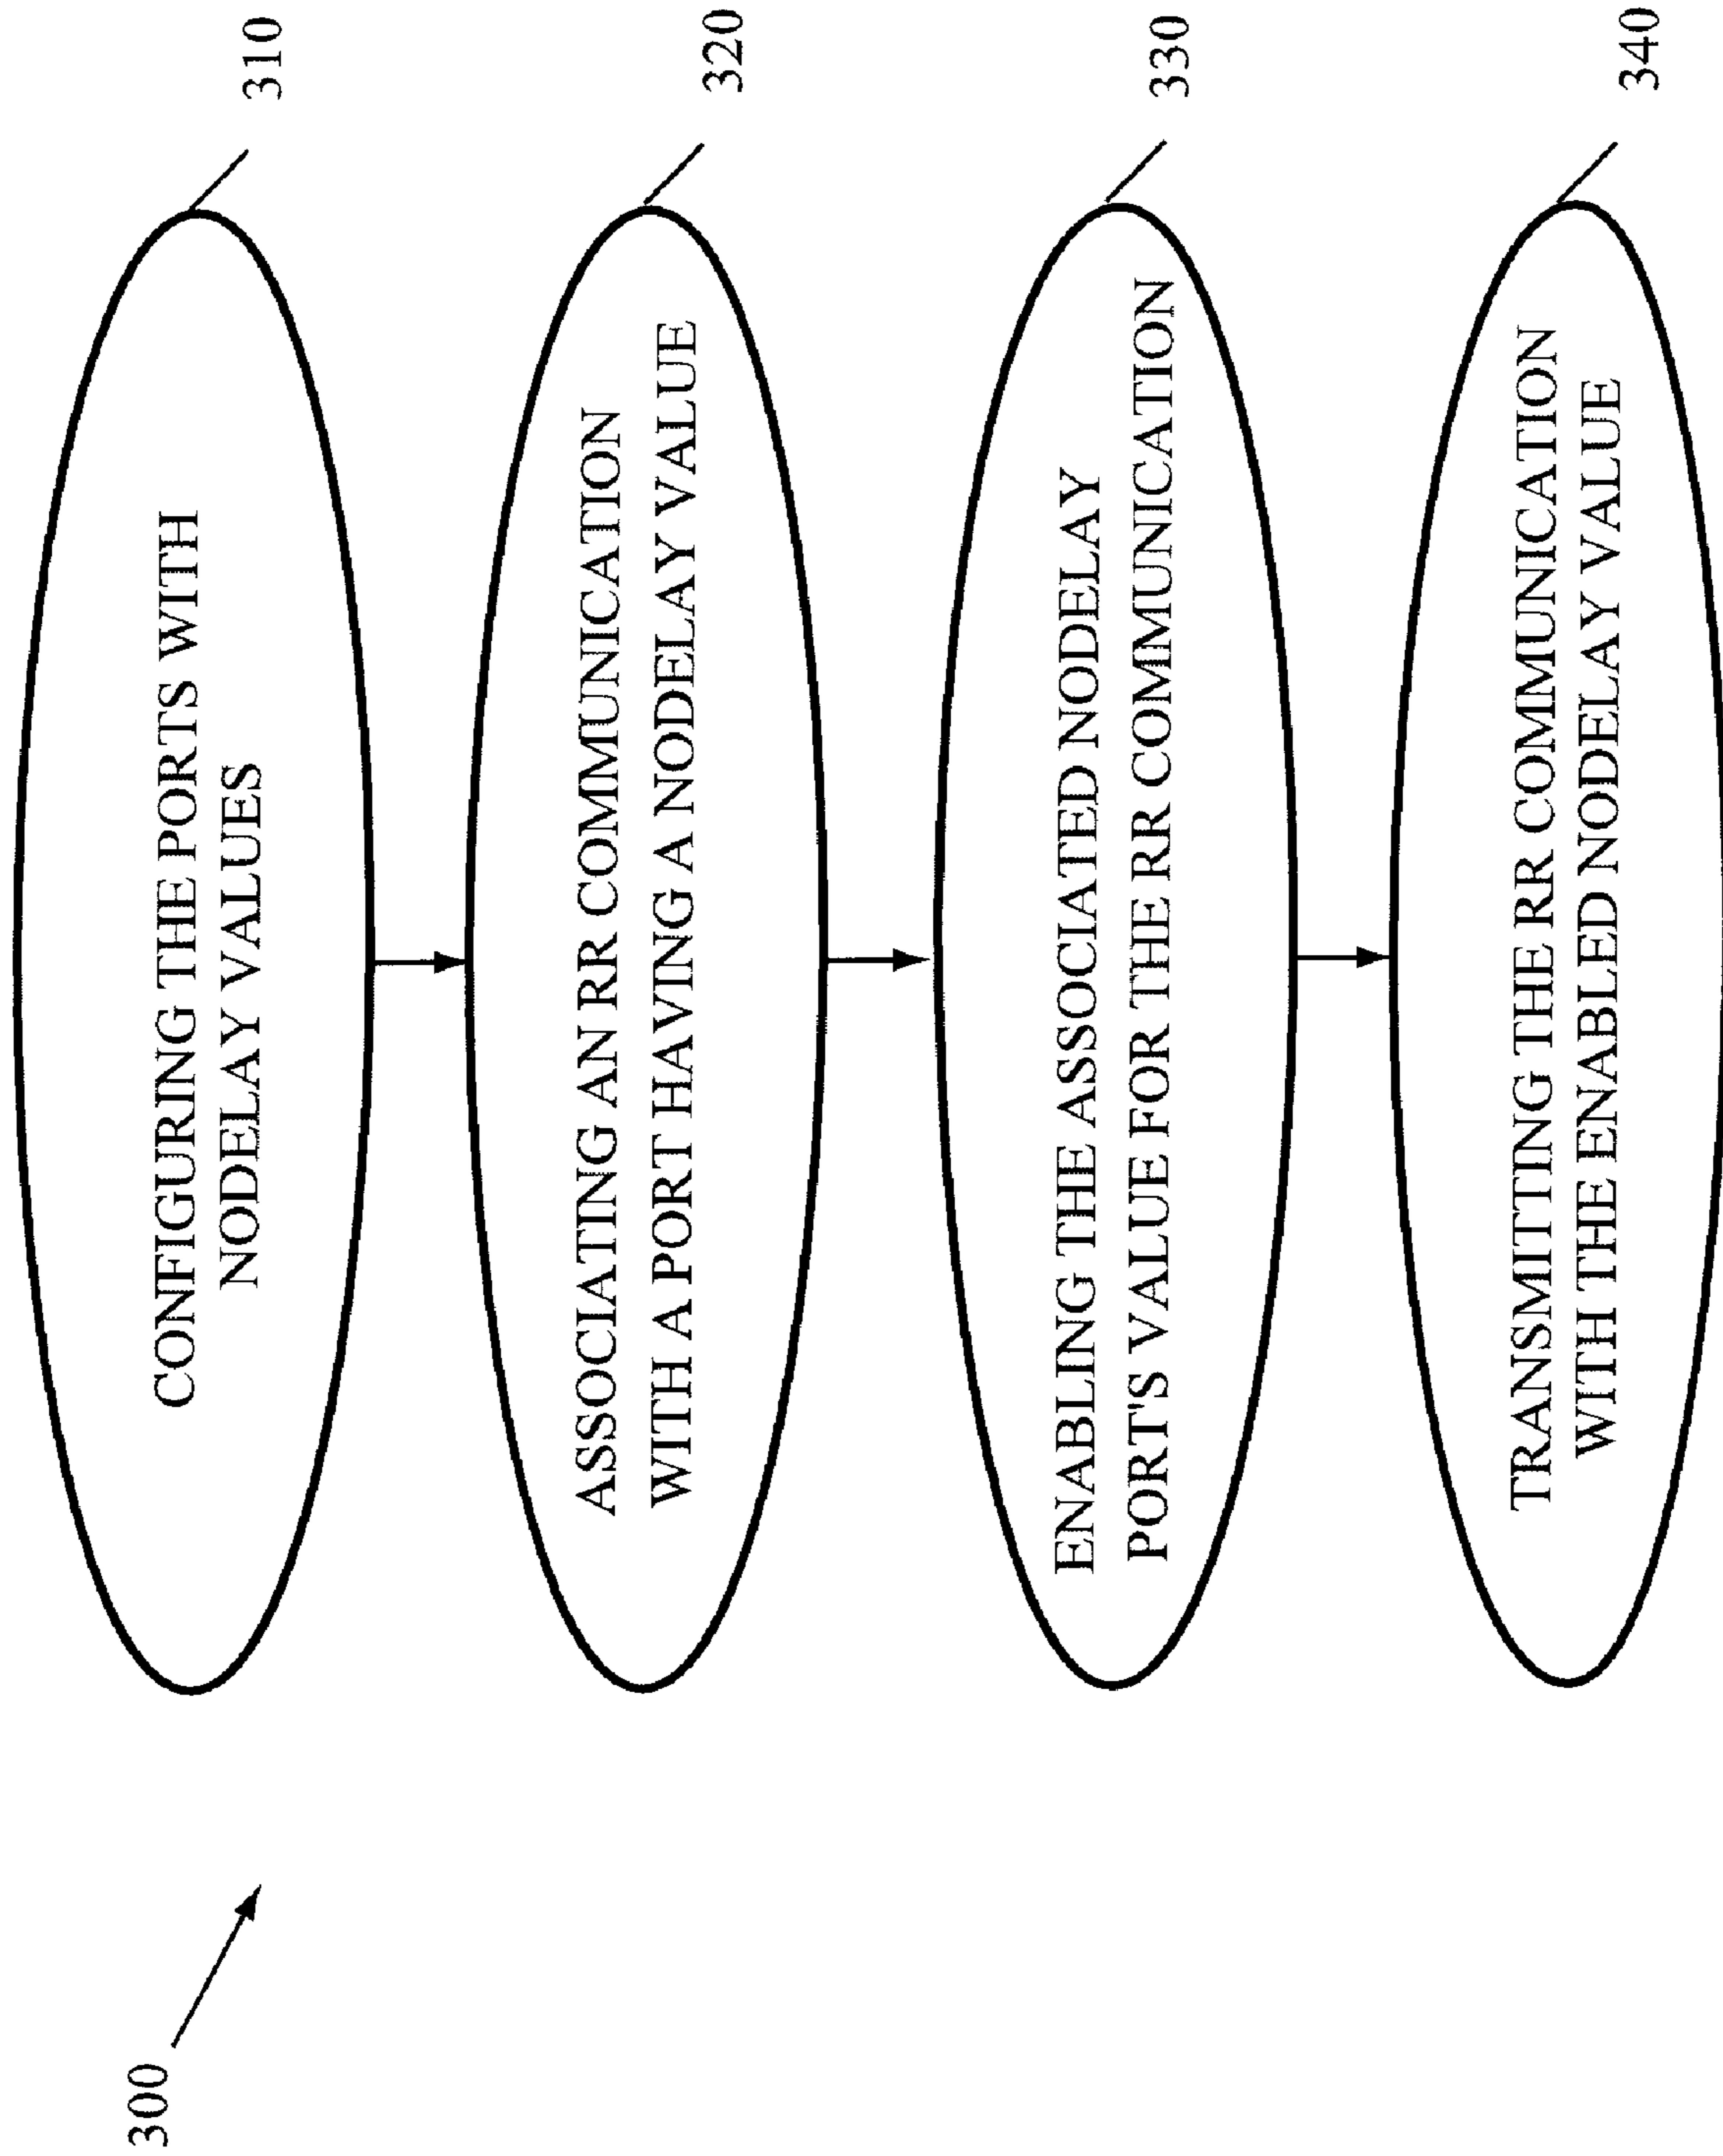 300
CONFIGURING THE PORTS WITH
NODELAY VALUES
310
ASSOCIATING AN RR COMMUNICATION
WITH A PORT HAVING A NODELAY VALUE
320
ENABLING THE ASSOCIATED NODELAY
PORT'S VALUE FOR THE RR COMMUNICATION
330
TRANSMITTING THE RR COMMUNICATION
WITH THE ENABLED NODELAY VALUE
340